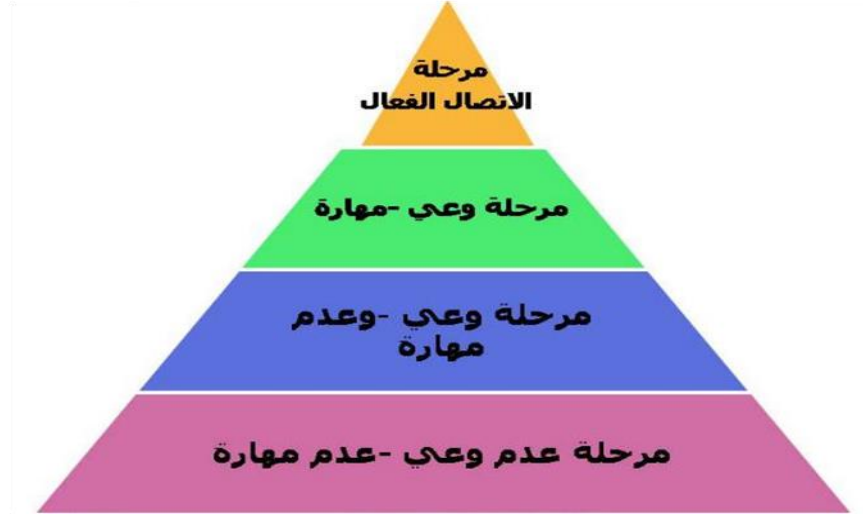 مرحلة
الاتصال الفعال
مرحلة وعي -مهارة
مرحلة وعي -وعدم
مهارة
مرحلة عدم وعي -عدم مهارة